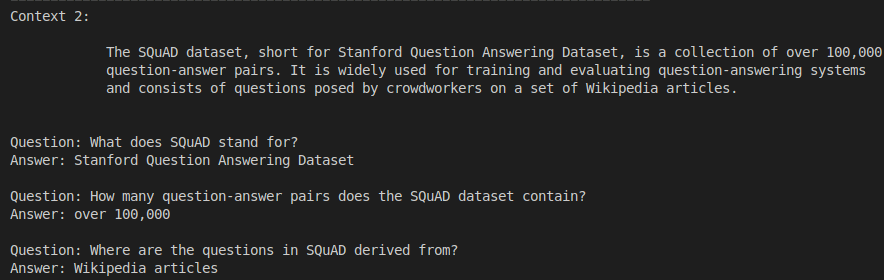 Context 2:
The SQuAD dataset, short for Stanford Question Answering Dataset, is a collection of over 100,000
question-answer pairs. It is widely used for training and evaluating question-answering systems
and consists of questions posed by crowdworkers on a set of Wikipedia articles.
Question: What does SQuAD stand for?
Answer: Stanford Question Answering Dataset
Question: How many question-answer pairs does the SQuAD dataset contain?
Answer: over 100,000
Question: Where are the questions in SQuAD derived from?
Answer: Wikipedia articles